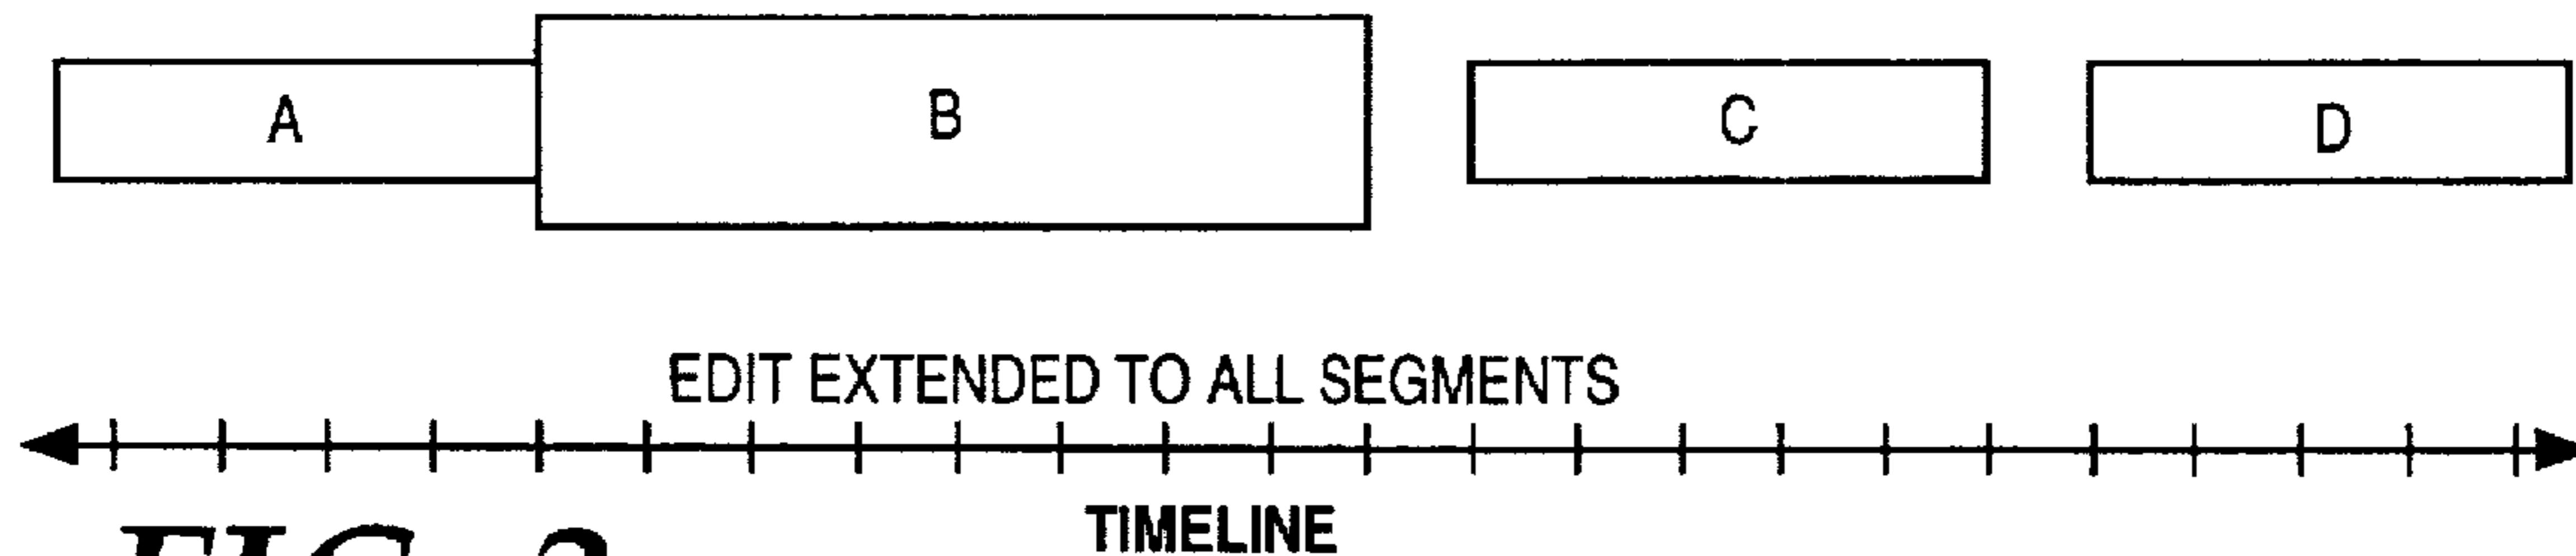 A B C D
EDIT EXTENDED TO ALL SEGMENTS
TIMELINE